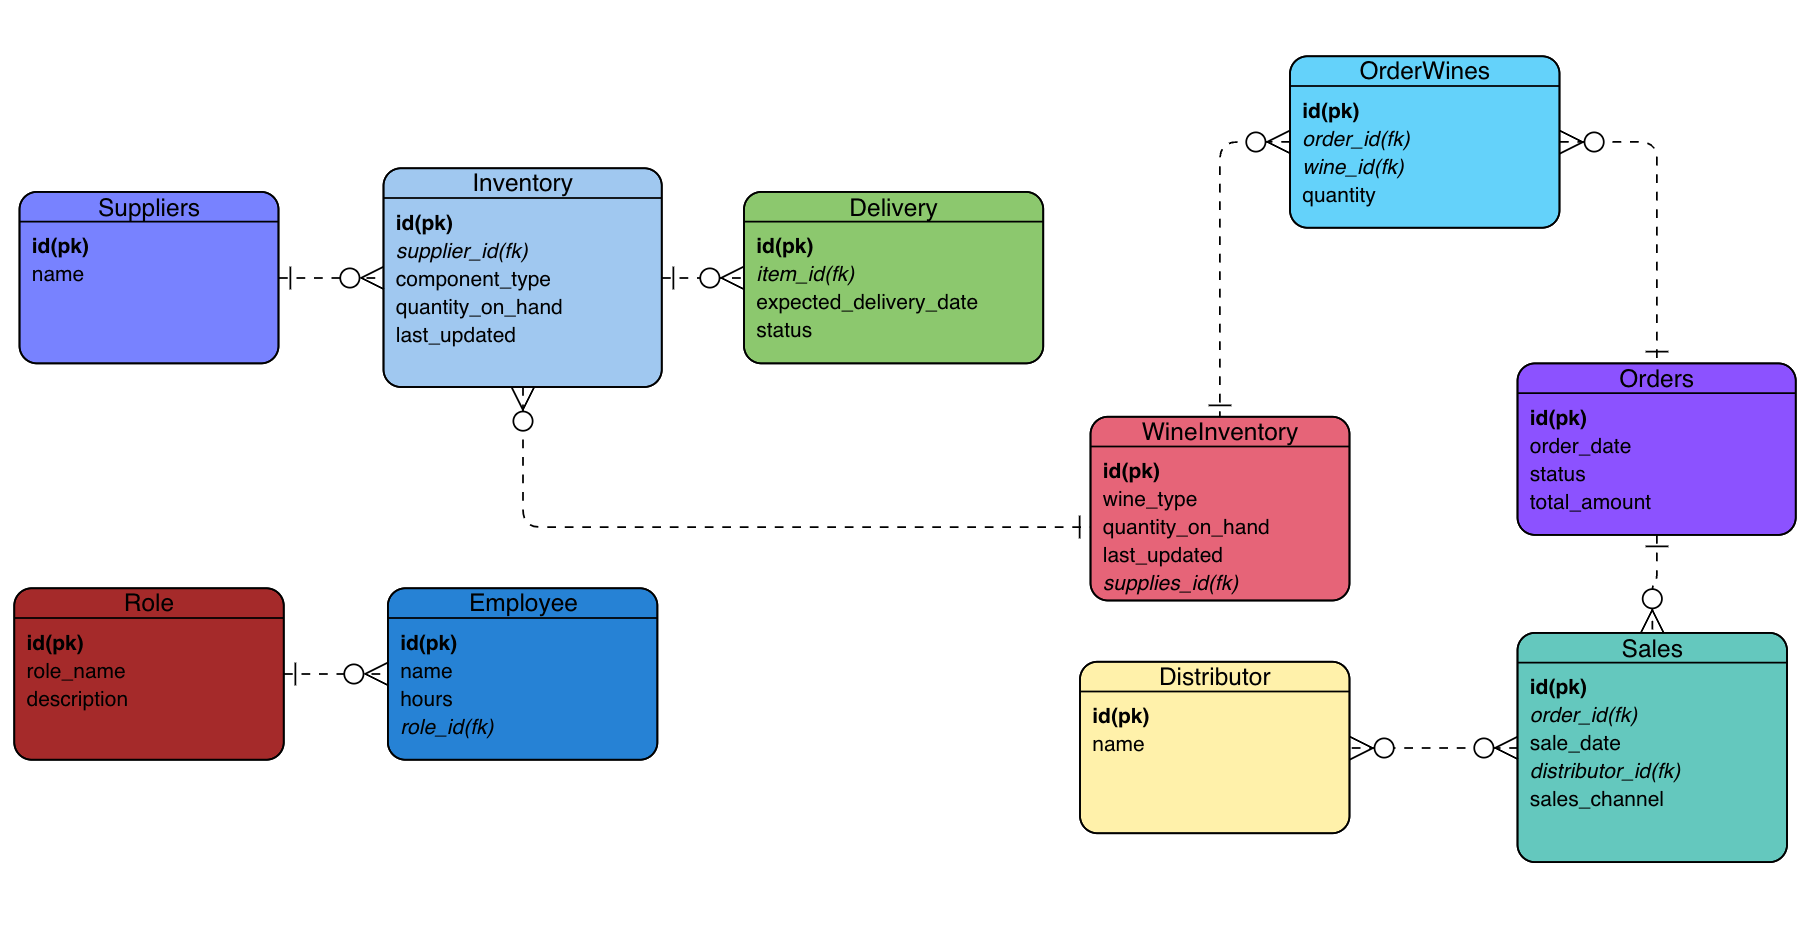 OrderWines
id(pk)
order_id(fk)
wine_id(fk)
quantity
Suppliers
id(pk)
name
Inventory
id(pk)
supplier_id(fk)
component_type
quantity_on_hand
last_updated
Delivery
id(pk)
item_id(fk)
expected_delivery_date
status
Orders
id(pk)
order_date
status
total_amount
WineInventory
id(pk)
wine_type
quantity_on_hand
last_updated
supplies_id(fk)
Role
id(pk)
role_name
description
Employee
id(pk)
name
hours
role_id(fk)
Distributor
id(pk)
name
Sales
id(pk)
order_id(fk)
sale_date
distributor_id(fk)
sales_channel